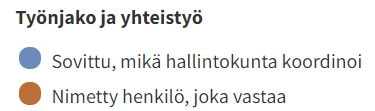 Työnjako ja yhteistyö
Sovittu, mikä hallintokunta koordinoi
Nimetty henkilö, joka vastaa